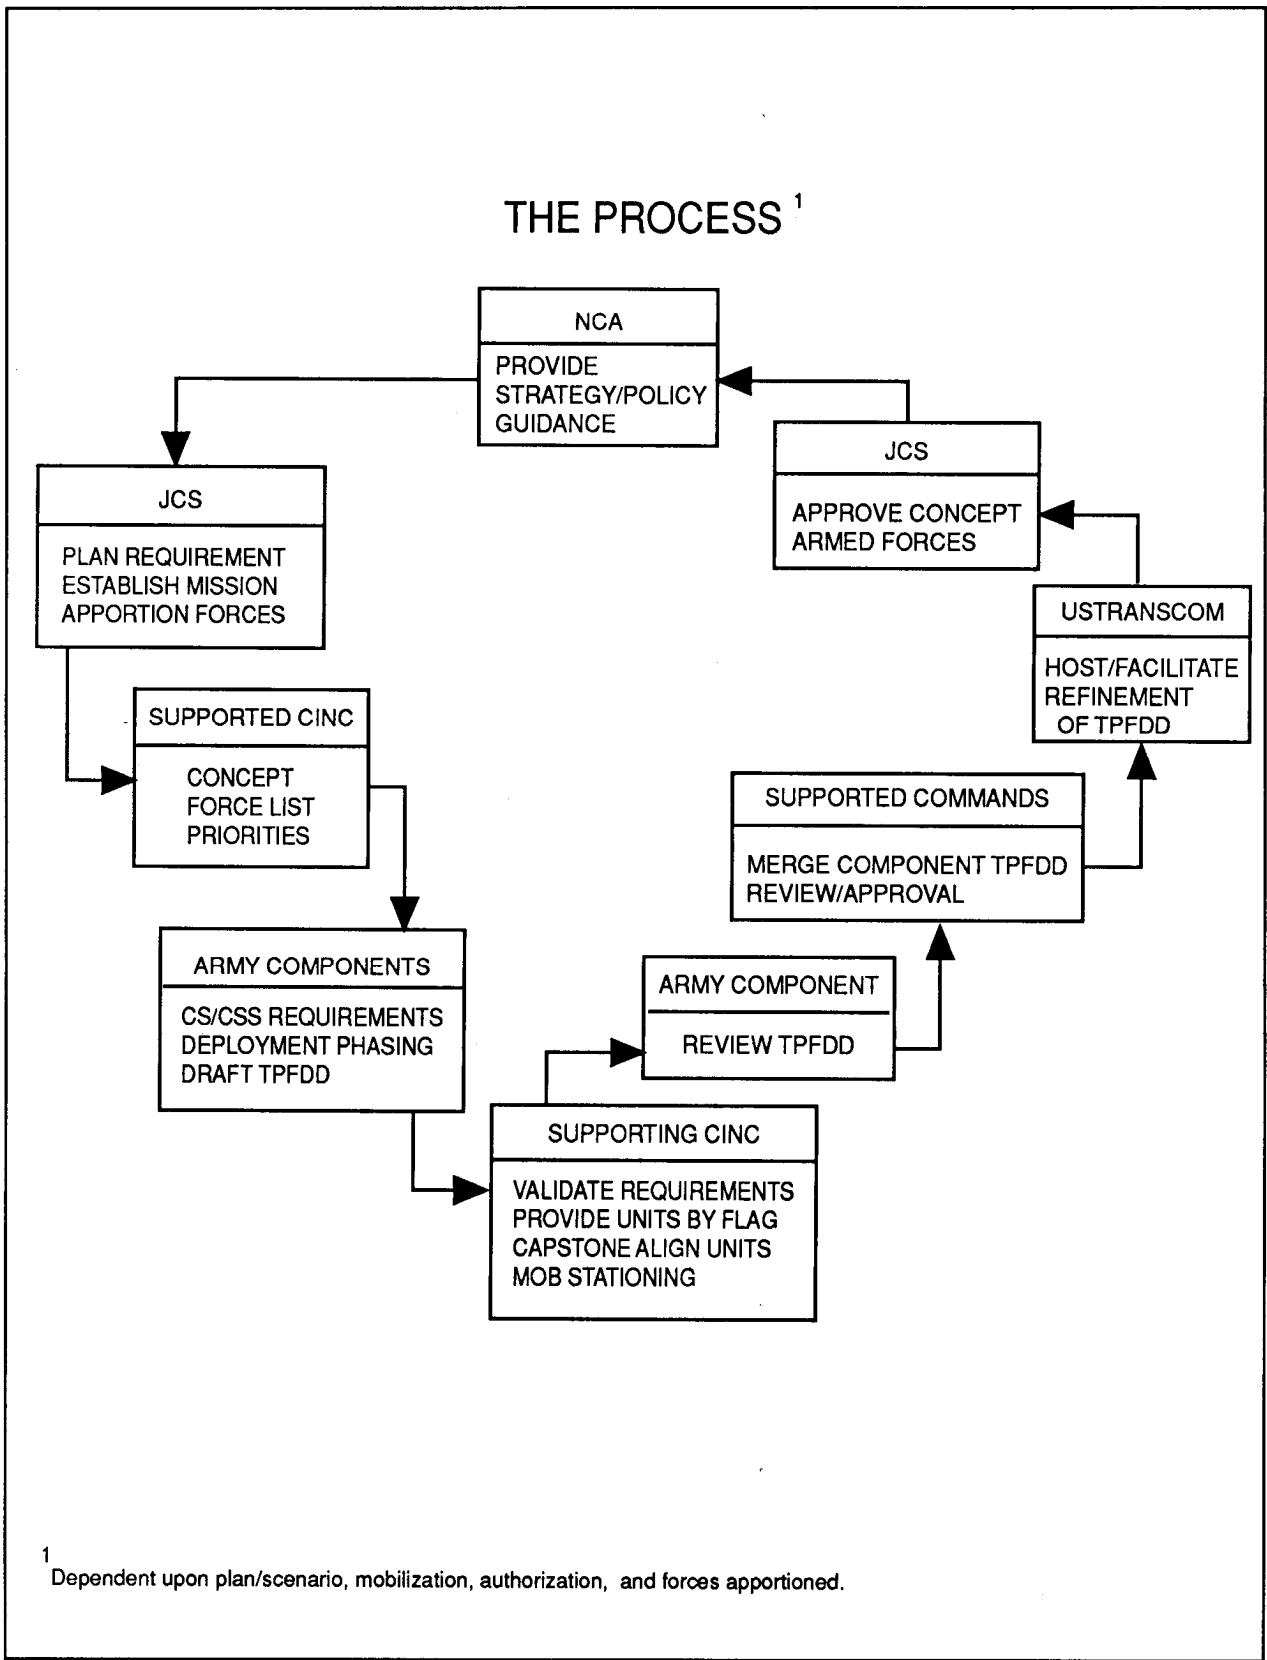 THE PROCESS 1
NCA
PROVIDE
STRATEGY/POLICY
GUIDANCE
JCS
PLAN REQUIREMENT
ESTABLISH MISSION
APPORTION FORCES
SUPPORTED CINC
CONCEPT
FORCE LIST
PRIORITIES
ARMY COMPONENTS
CS/CSS REQUIREMENTS
DEPLOYMENT PHASING
DRAFT TPFDD
SUPPORTING CINC
VALIDATE REQUIREMENTS
PROVIDE UNITS BY FLAG
CAPSTONE ALIGN UNITS
MOB STATIONING
ARMY COMPONENT
REVIEW TPFDD
SUPPORTED COMMANDS
MERGE COMPONENT TPFDD
REVIEW/APPROVAL
USTRANSCOM
HOST/FACILITATE
REFINEMENT
OF TPFDD
JCS
APPROVE CONCEPT
ARMED FORCES
1
Dependent upon plan/scenario, mobilization, authorization, and forces apportioned.